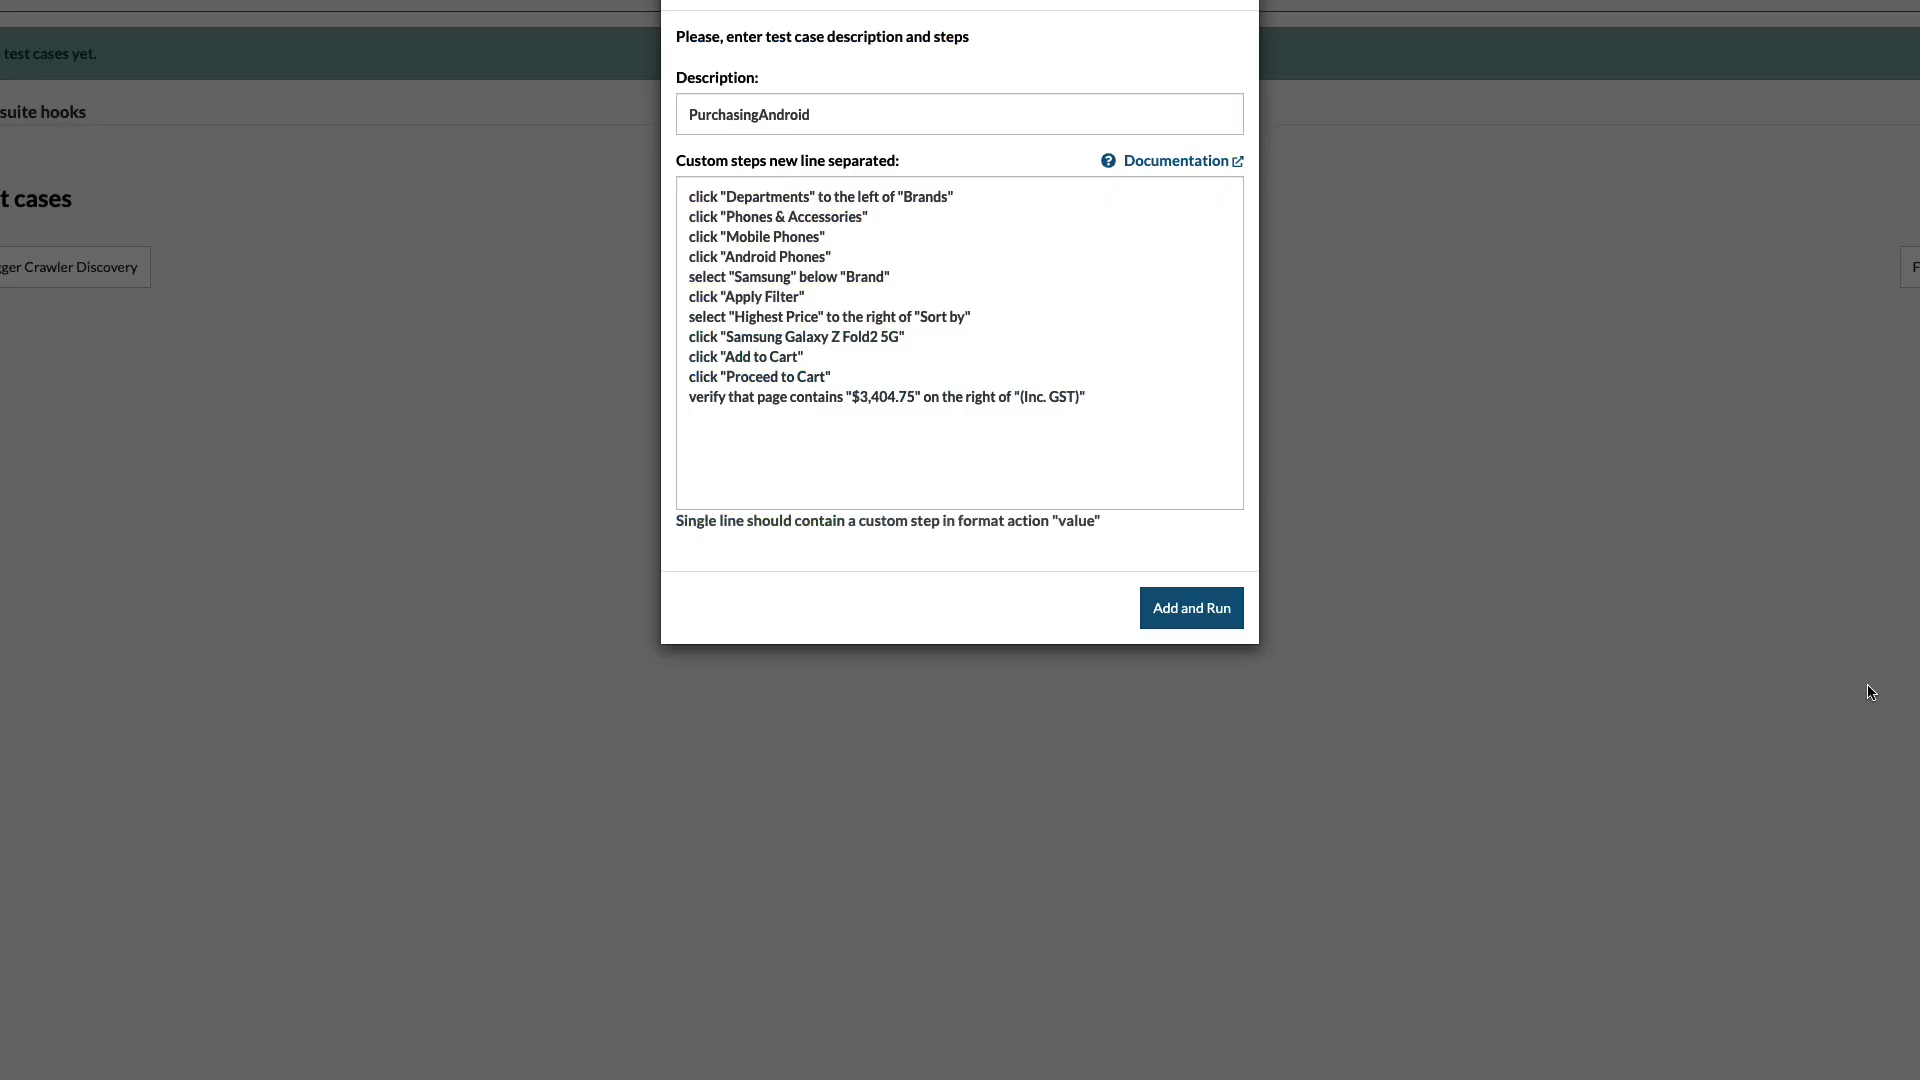 Please, enter test case description and steps
test cases yet.
Description:
suite hooks
PurchasingAndroid
Custom steps new line separated:
Documentation
t cases
click "Departments" to the left of "Brands"
click "Phones & Accessories"
click "Mobile Phones"
click "Android Phones"
select "Samsung" below "Brand"
click "Apply Filter"
select "Highest Price" to the right of "Sort by"
click "Samsung Galaxy Z Fold2 5G"
click "Add to Cart"
click "Proceed to Cart"
verify that page contains "$3,404.75" on the right of "(Inc. GST)"
gger Crawler Discovery
F
Single line should contain a custom step in format action "value"
Add and Run